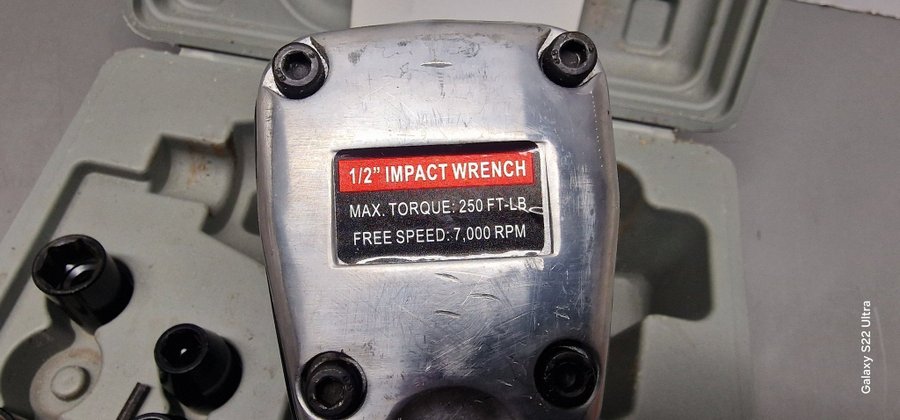 1/2” IMPACT WRENCH
MAX. TORQUE: 250 FT-LB
FREE SPEED: 7,000 RPM
Galaxy S22 Ultra